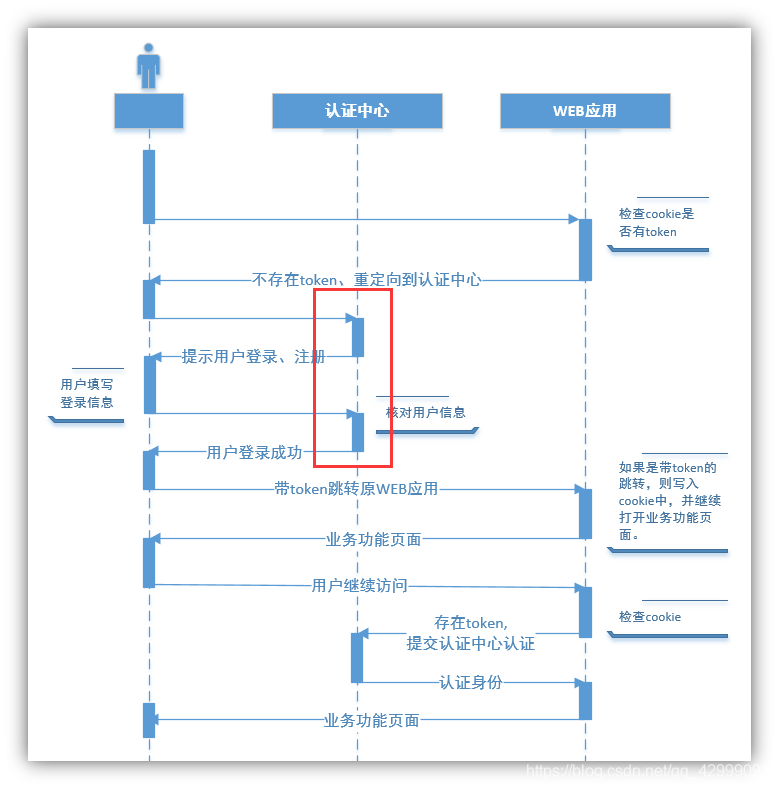 认证中心
WEB应用
检查cookie是
否有token
不存在token、重定向到认证中心
提示用户登录、注册
用户填写
登录信息
核对用户信息
用户登录成功
如果是带token的
跳转，则写入
cookie中，并继续
打开业务功能页
面。
带token跳转原WEB应用
业务功能页面
用户继续访问
检查cookie
存在token,
提交认证中心认证
认证身份
业务功能页面